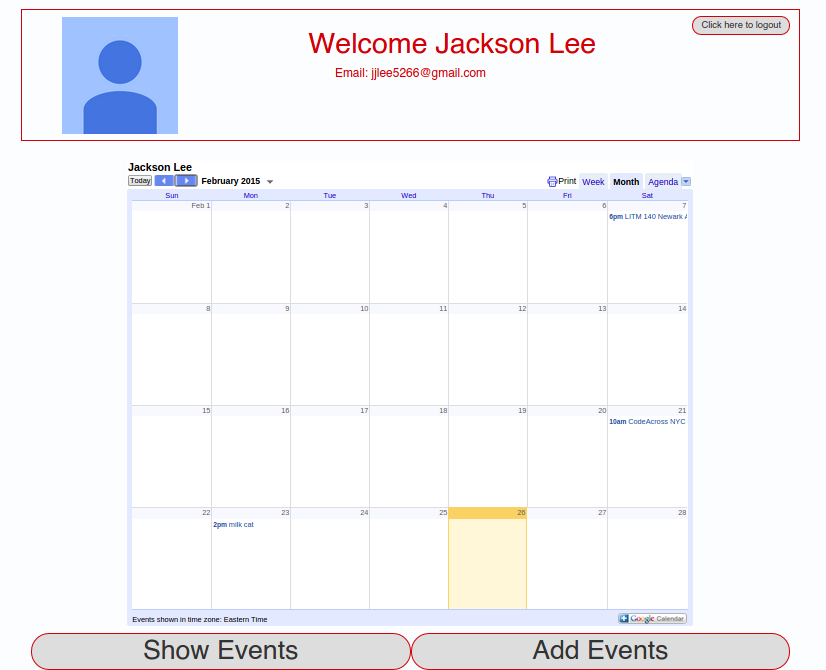 Click here to logout
Welcome Jackson Lee
Email: jjlee5266@gmail.com
Jackson Lee
Today February 2015 Print Week Month Agenda
Sun Mon Tue Wed Thu Fri Sat
Feb 1 2 3 4 5 6 7
6pm LITM 140 Newark A
8 9 10 11 12 13 14
15 16 17 18 19 20 21
10am CodeAcross NYC
22 23 24 25 26 27 28
2pm milk cat
Events shown in time zone: Eastern Time
Google Calendar
Show Events Add Events